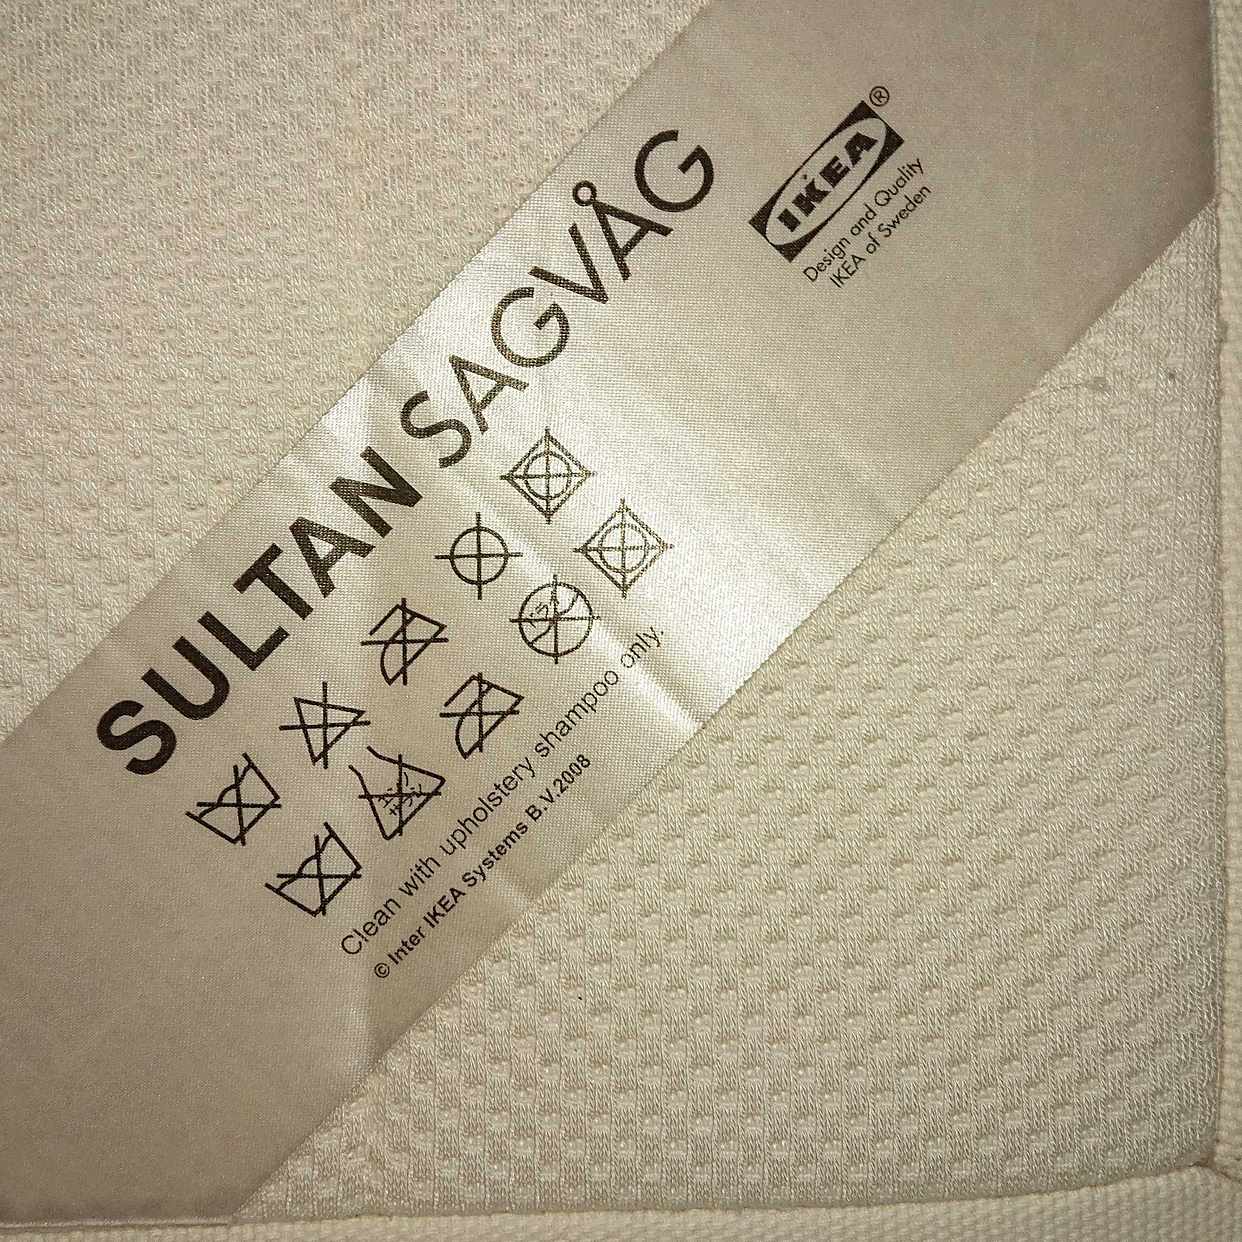 SULTAN SAGVÅG
IKEA®
Design and Quality
IKEA of Sweden
Clean with upholstery shampoo only.
© Inter IKEA Systems B.V.2008